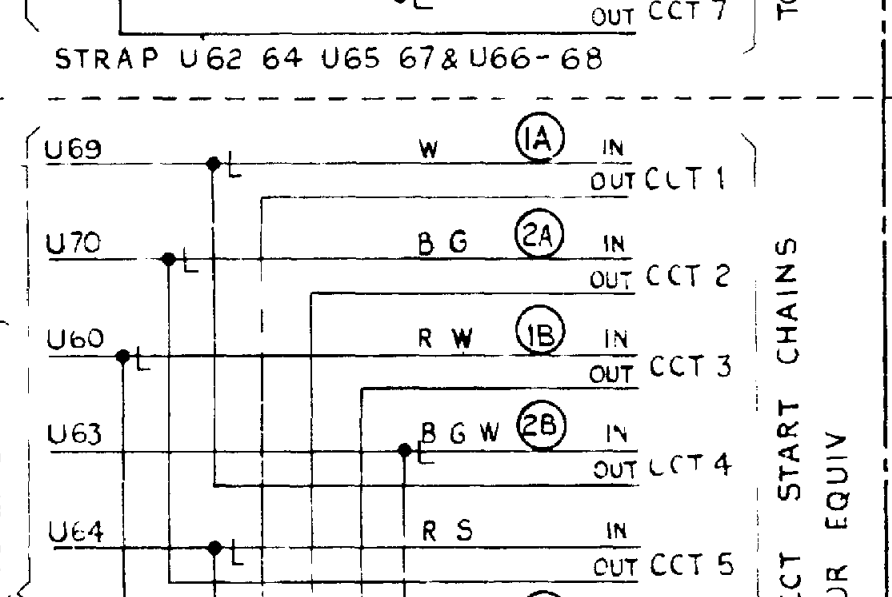 OUT CCT 7
STRAP U62 64 U65 67 & U66-68
U69 W 1A IN
OUT CCT 1
U70 B G 2A IN
OUT CCT 2
U60 R W 1B IN
OUT CCT 3
U63 B G W 2B IN
OUT CCT 4
U64 R S IN
OUT CCT 5
START CHAINS
EQUIV